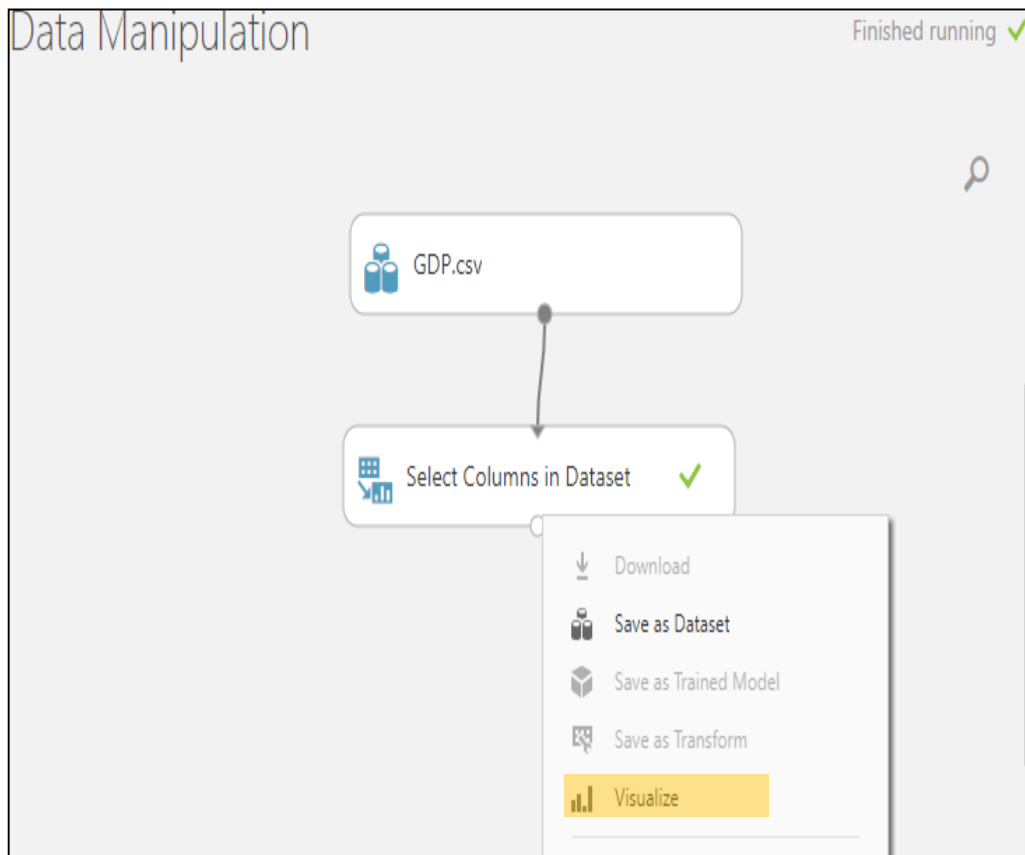 Data Manipulation
Finished running
GDP.csv
Select Columns in Dataset
Download
Save as Dataset
Save as Trained Model
Save as Transform
Visualize